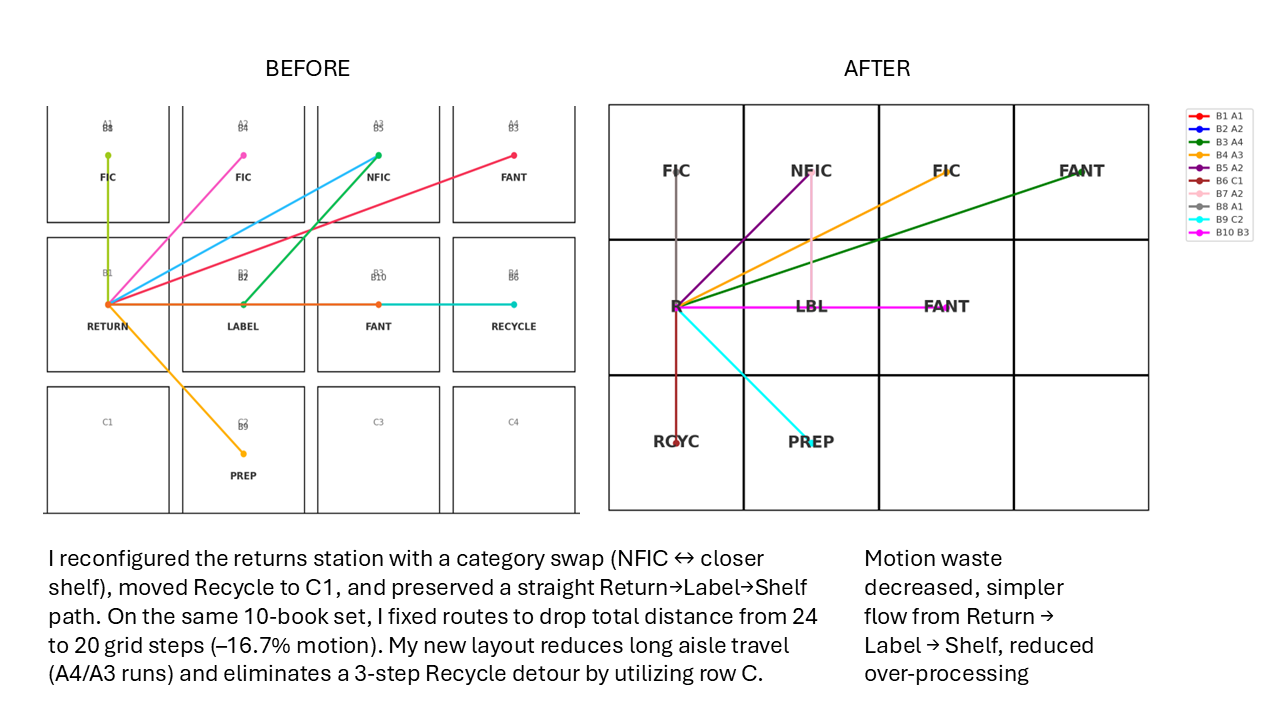 BEFORE
AFTER
A1
B8
FIC
A2
B4
FIC
A3
B5
NFIC
A4
B3
FANT
B1
RETURN
B2
B2
LABEL
B3
B10
FANT
B4
B6
RECYCLE
C1
C2
B9
PREP
C3
C4
FIC
NFIC
FIC
FANT
R
LBL
FANT
RCYC
PREP
B1 A1
B2 A2
B3 A4
B4 A3
B5 A2
B6 C1
B7 A2
B8 A1
B9 C2
B10 B3
I reconfigured the returns station with a category swap (NFIC ↔ closer
shelf), moved Recycle to C1, and preserved a straight Return→Label→Shelf
path. On the same 10-book set, I fixed routes to drop total distance from 24
to 20 grid steps (–16.7% motion). My new layout reduces long aisle travel
(A4/A3 runs) and eliminates a 3-step Recycle detour by utilizing row C.
Motion waste
decreased, simpler
flow from Return →
Label → Shelf, reduced
over-processing